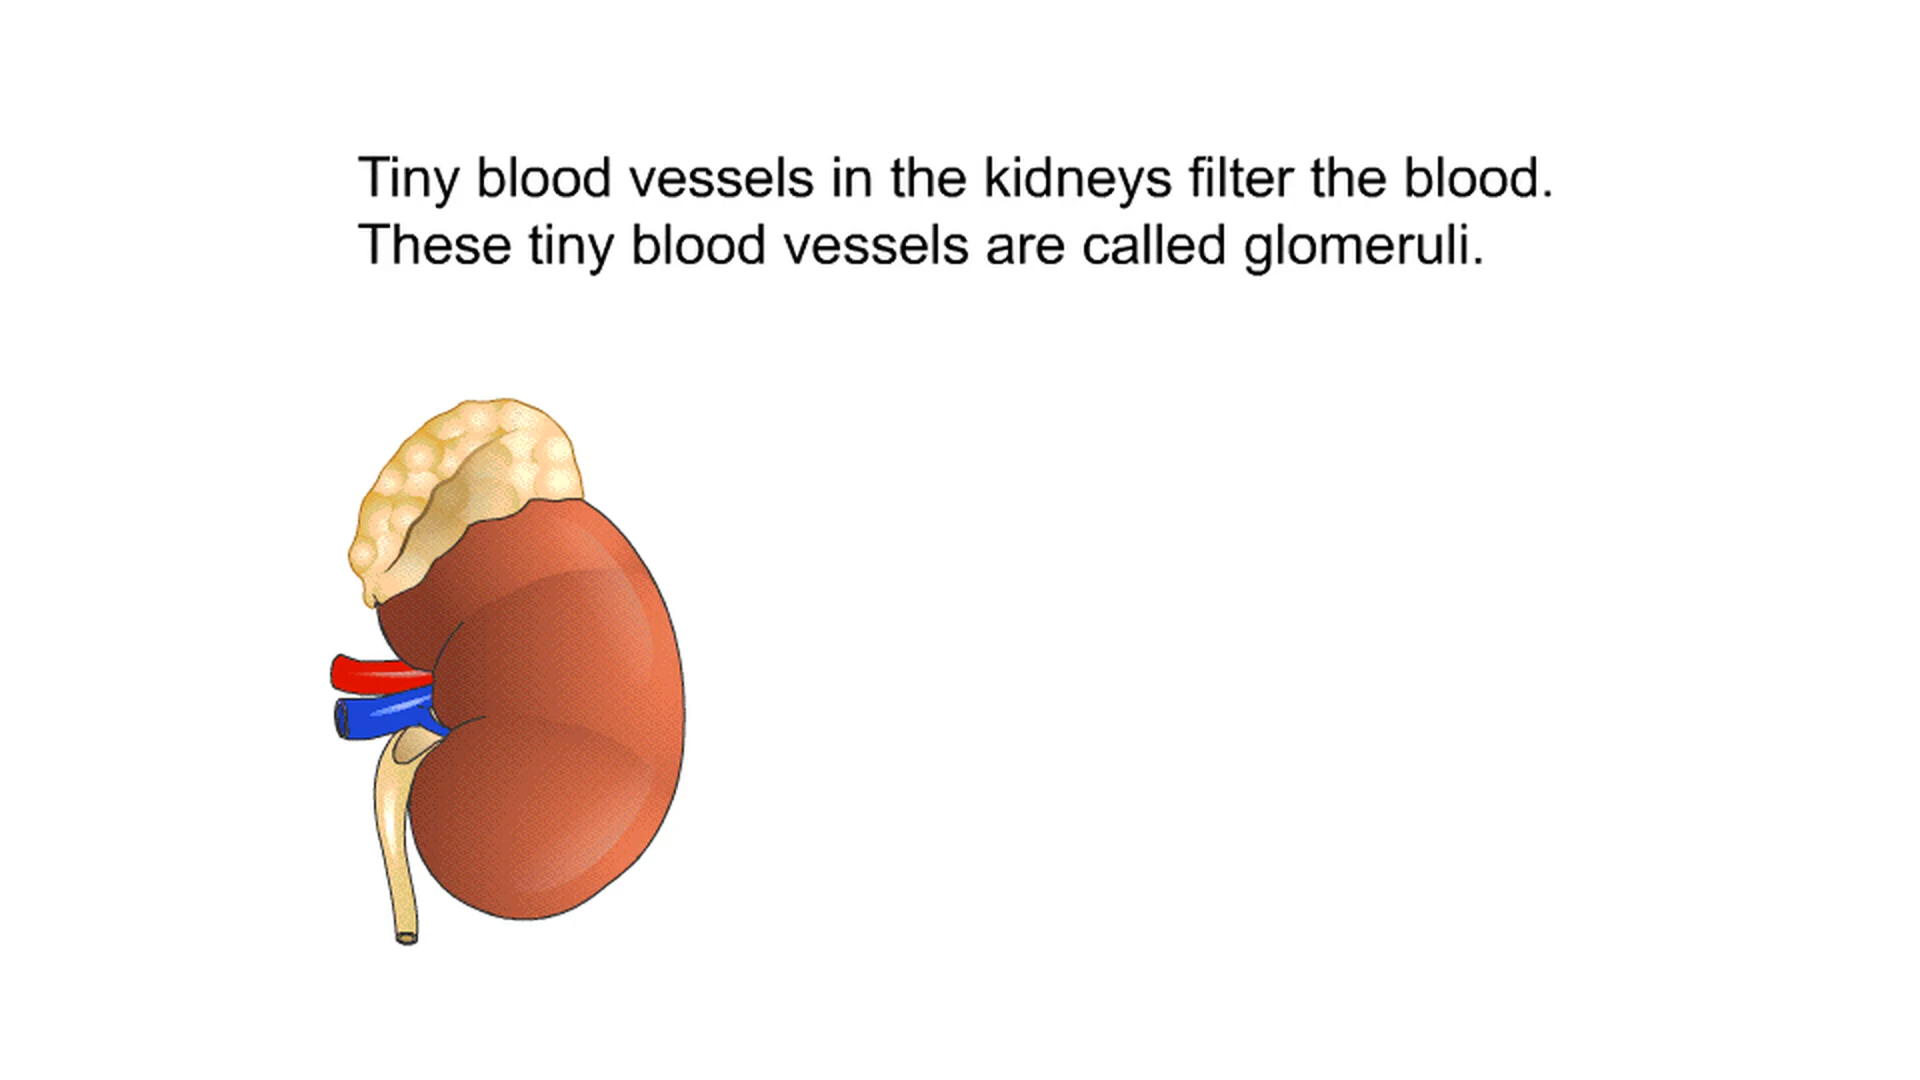 Tiny blood vessels in the kidneys filter the blood.
These tiny blood vessels are called glomeruli.